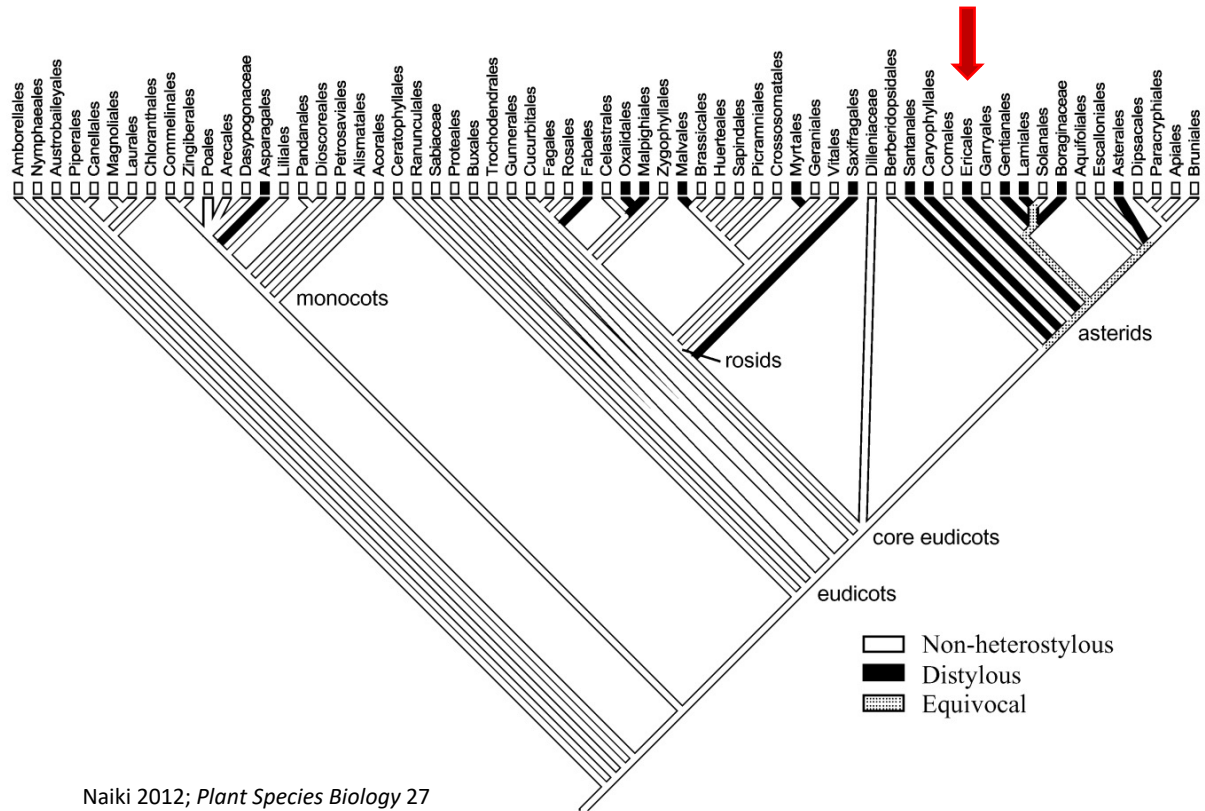 Amborellales
Nymphaeales
Austrobaileyales
Piperales
Canellales
Magnoliales
Laurales
Chloranthales
Commelinales
Zingiberales
Poales
Arecales
Dasypogonaceae
Asparagales
Liliales
Pandanales
Dioscoreales
Petrosaviales
Alismatales
Acorales
Ceratophyllales
Ranunculales
Sabiaceae
Proteales
Buxales
Trochodendrales
Gunnerales
Cucurbitales
Fagales
Rosales
Fabales
Celastrales
Oxalidales
Malpighiales
Zygophyllales
Malvales
Brassicales
Huerteales
Sapindales
Picramniales
Crossosomatales
Myrtales
Geraniales
Vitales
Saxifragales
Dilleniaceae
Berberidopsidales
Santanales
Caryophyllales
Cornales
Ericales
Garryales
Gentianales
Lamiales
Solanales
Boraginaceae
Aquifoliales
Escalloniales
Asterales
Dipsacales
Paracryphiales
Apiales
Bruniales
monocots
rosids
asterids
core eudicots
eudicots
Non-heterostylous
Distylous
Equivocal
Naiki 2012; Plant Species Biology 27